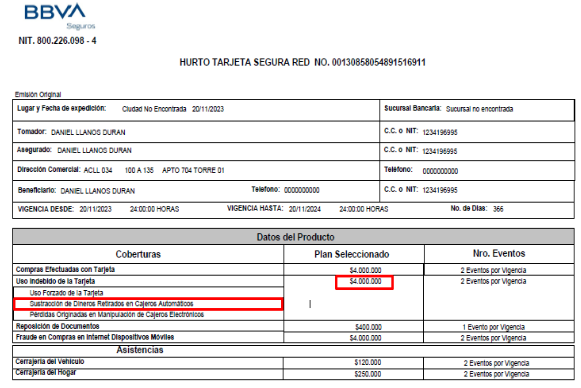 BBVA
Seguros
NIT. 800.226.098 - 4
HURTO TARJETA SEGURA RED NO. 00130858054891516911
Emisión Original
Lugar y Fecha de expedición: Ciudad No Encontrada 20/11/2023 Sucursal Bancaria: Sucursal no encontrada
Tomador: DANIEL LLANOS DURAN C.C. o NIT: 1234196995
Asegurado: DANIEL LLANOS DURAN C.C. o NIT: 1234196995
Dirección Comercial: ACLL 034 100 A 135 APTO 704 TORRE 01 Teléfono: 0000000000
Beneficiario: DANIEL LLANOS DURAN Telefono: 0000000000 C.C. o NIT: 1234196995
VIGENCIA DESDE: 20/11/2023 24:00:00 HORAS VIGENCIA HASTA: 20/11/2024 24:00:00 HORAS No. de Dias: 366
Datos del Producto
Coberturas Plan Seleccionado Nro. Eventos
Compras Efectuadas con Tarjeta $4.000.000 2 Eventos por Vigencia
Uso Indebido de la Tarjeta $4.000.000 2 Eventos por Vigencia
Uso Forzado de la Tarjeta
Sustracción de Dineros Retirados en Cajeros Automáticos
Pérdidas Originadas en Manipulación de Cajeros Electrónicos
Reposición de Documentos $400.000 1 Evento por Vigencia
Fraude en Compras en Internet Dispositivos Móviles $4.000.000 2 Eventos por Vigencia
Asistencias
Cerrajería del Vehículo $120.000 2 Eventos por Vigencia
Cerrajería del Hogar $250.000 2 Eventos por Vigencia